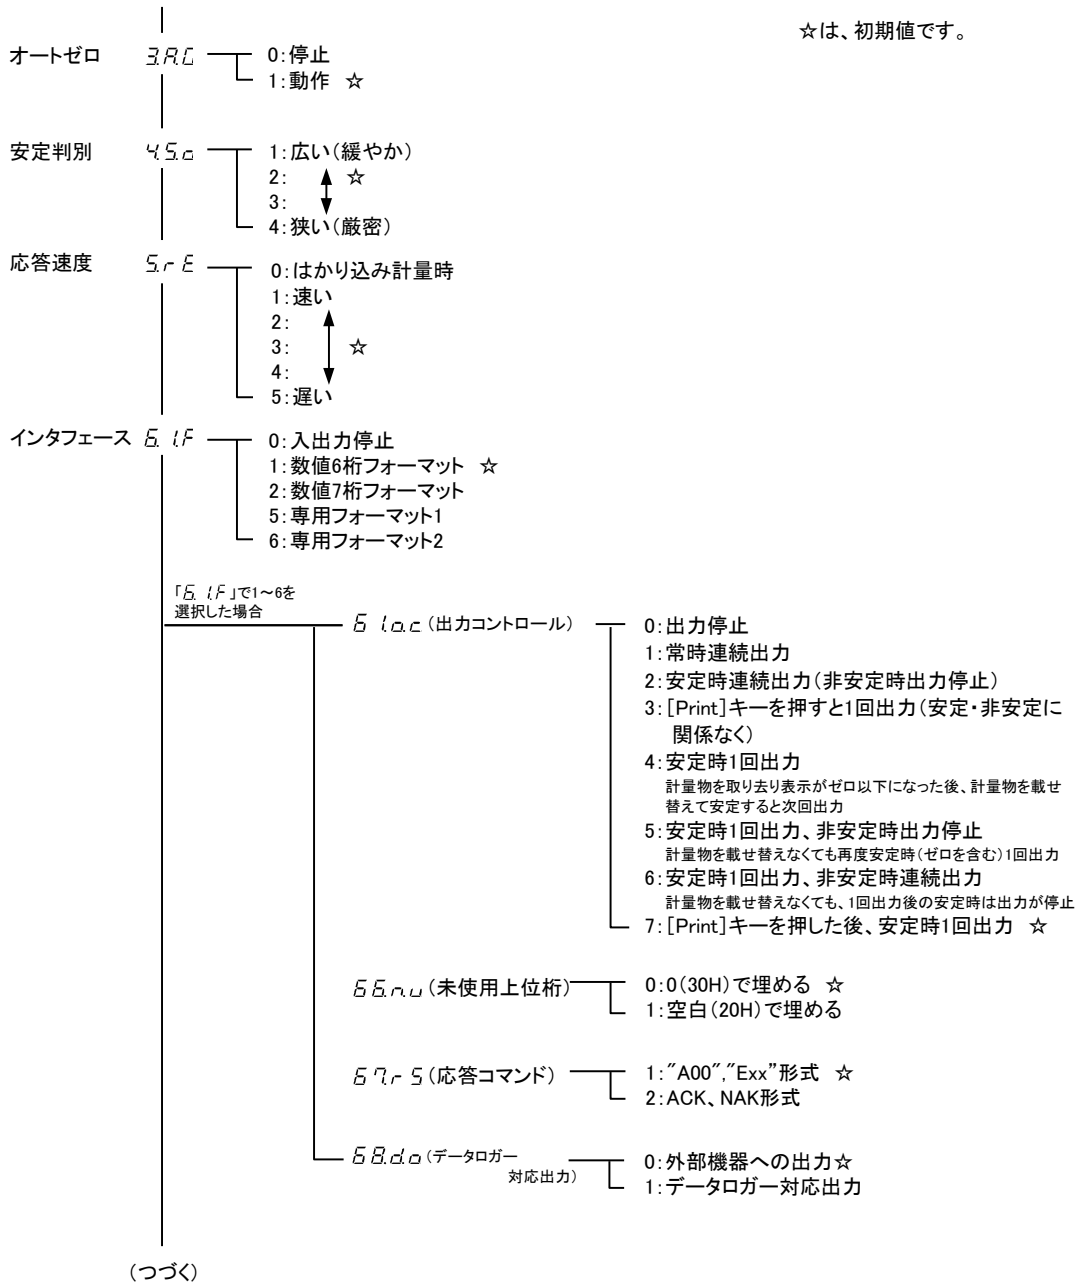 ☆は、初期値です。
オートゼロ 3.A.0 0:停止
1:動作 ☆
安定判別 4.S.d 1:広い(緩やか)
2: ☆
3:
4:狭い(厳密)
応答速度 5.rE 0:はかり込み計量時
1:速い
2:
3: ☆
4:
5:遅い
インタフェース 6.I.F 0:入出力停止
1:数値6桁フォーマット ☆
2:数値7桁フォーマット
5:専用フォーマット1
6:専用フォーマット2
「6.I.F」で1~6を
選択した場合
61.o.c(出力コントロール) 0:出力停止
1:常時連続出力
2:安定時連続出力(非安定時出力停止)
3:[Print]キーを押すと1回出力(安定・非安定に
関係なく)
4:安定時1回出力
計量物を取り去り表示がゼロ以下になった後、計量物を載せ
替えて安定すると次回出力
5:安定時1回出力、非安定時出力停止
計量物を載せ替えなくても再度安定時(ゼロを含む)1回出力
6:安定時1回出力、非安定時連続出力
計量物を載せ替えなくても、1回出力後の安定時は出力が停止
7:[Print]キーを押した後、安定時1回出力 ☆
66.n.u(未使用上位桁) 0:0(30H)で埋める ☆
1:空白(20H)で埋める
67.rS(応答コマンド) 1:"A00","Exx"形式 ☆
2:ACK、NAK形式
68.d.o(データロガー
対応出力) 0:外部機器への出力☆
1:データロガー対応出力
(つづく)